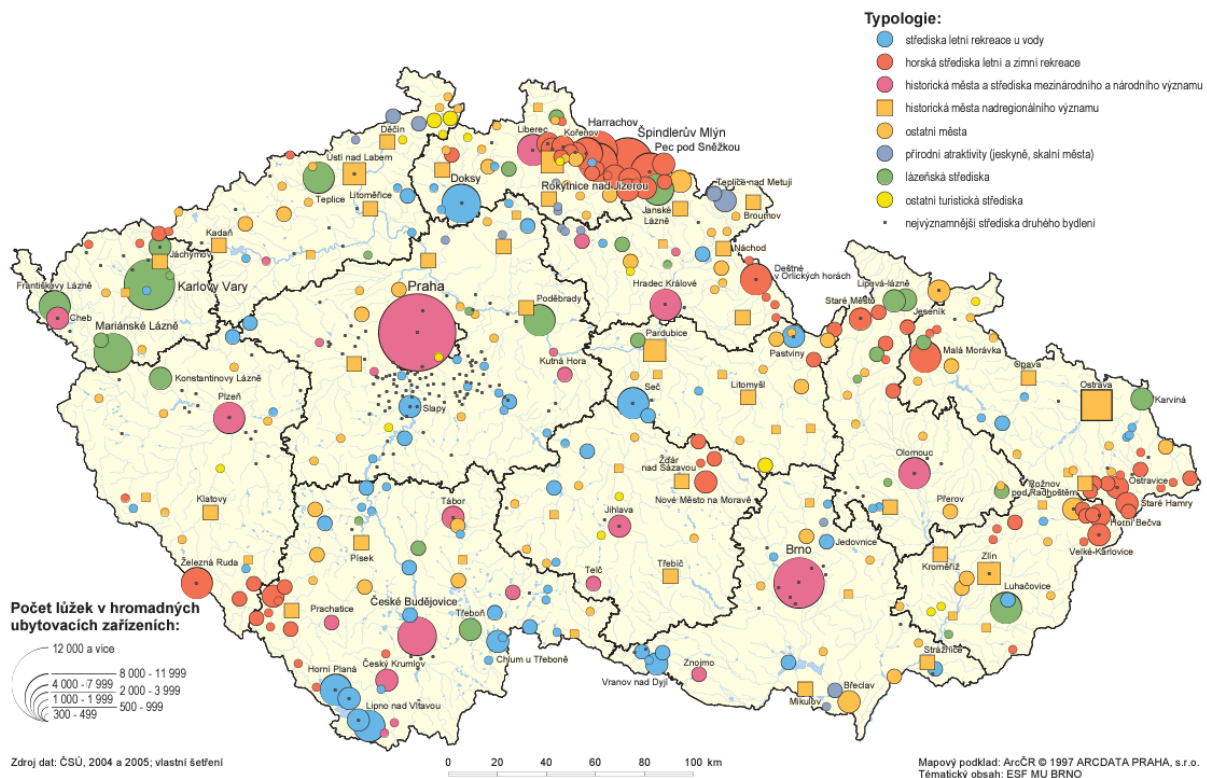 Typologie:
střediska letní rekreace u vody
horská střediska letní a zimní rekreace
historická města a střediska mezinárodního a národního významu
historická města nadregionálního významu
ostatní města
přírodní atraktivity (jeskyně, skalní města)
lázeňská střediska
ostatní turistická střediska
nejvýznamnější střediska druhého bydlení
Děčín
Ústí nad Labem
Teplice
Litoměřice
Kadaň
Jáchymov
Františkovy Lázně
Karlovy Vary
Cheb
Mariánské Lázně
Konstantinovy Lázně
Plzeň
Klatovy
Železná Ruda
Liberec
Kořenov
Harrachov
Špindlerův Mlýn
Pec pod Sněžkou
Doksy
Rokytnice nad Jizerou
Janské
Lázně
Teplice nad Metují
Broumov
Náchod
Deštné
v Orlických horách
Hradec Králové
Praha
Poděbrady
Kutná Hora
Slapy
Pardubice
Pastviny
Seč
Litomyšl
Staré Město
Lipová-lázně
Jeseník
Malá Morávka
Opava
Ostrava
Karviná
Olomouc
Přerov
Rožnov
pod Radhoštěm
Ostravice
Staré Hamry
Horní Bečva
Velké Karlovice
Žďár
nad Sázavou
Nové Město na Moravě
Jihlava
Telč
Třebíč
Tábor
Písek
Prachatice
České Budějovice
Třeboň
Chlum u Třeboně
Český Krumlov
Horní Planá
Lipno nad Vltavou
Brno
Jedovnice
Vranov nad Dyjí
Znojmo
Mikulov
Břeclav
Strážnice
Kroměříž
Zlín
Luhačovice
Počet lůžek v hromadných
ubytovacích zařízeních:
12 000 a více
8 000 - 11 999
4 000 - 7 999
2 000 - 3 999
1 000 - 1 999
500 - 999
300 - 499
Zdroj dat: ČSÚ, 2004 a 2005; vlastní šetření
0 20 40 60 80 100 km
Mapový podklad: ArcČR © 1997 ARCDATA PRAHA, s.r.o.
Tématický obsah: ESF MU BRNO